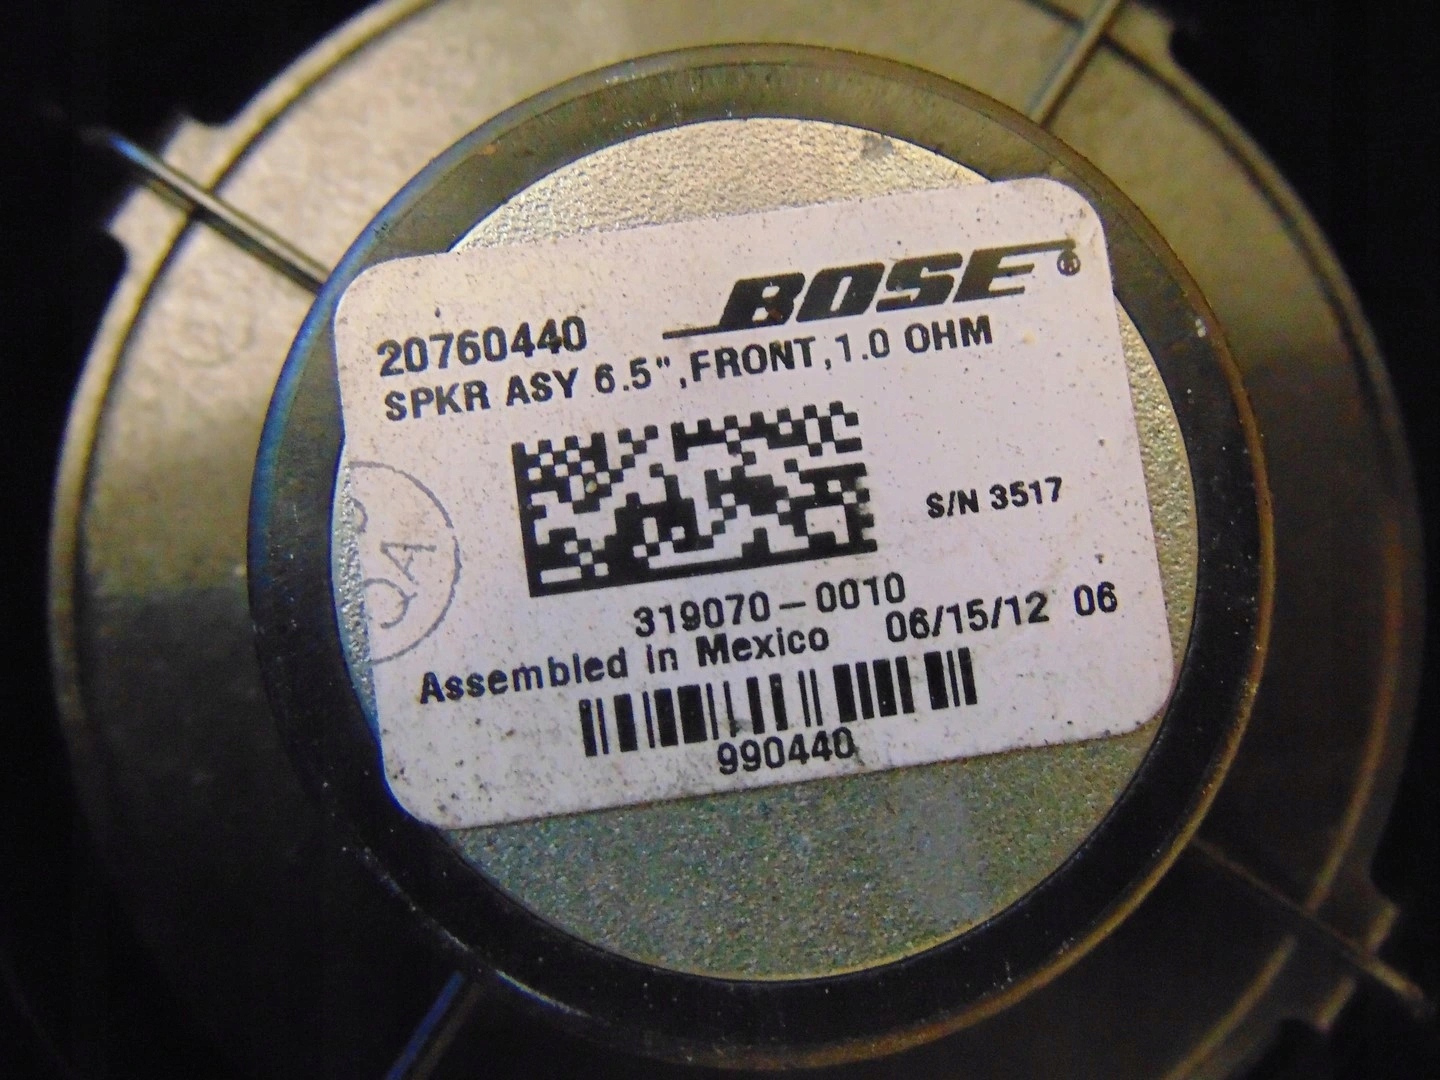 BOSE®
20760440
SPKR ASY 6.5",FRONT,1.0 OHM
S/N 3517
319070-0010
Assembled in Mexico 06/15/12 06
990440
QA